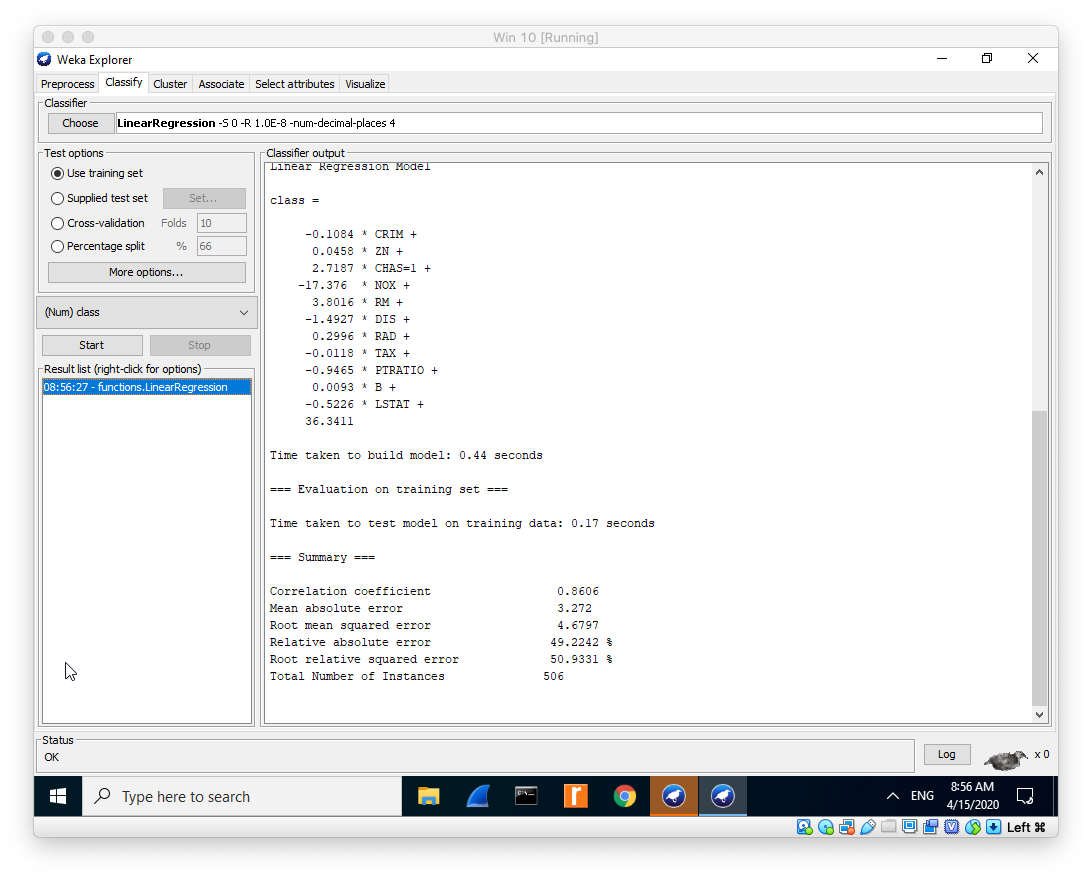 Win 10 [Running]
Weka Explorer
Preprocess Classify Cluster Associate Select attributes Visualize
Classifier
Choose LinearRegression -S 0 -R 1.0E-8 -num-decimal-places 4
Test options
Use training set
Supplied test set Set...
Cross-validation Folds 10
Percentage split % 66
More options...
(Num) class
Start Stop
Result list (right-click for options)
08:56:27 - functions.LinearRegression
Classifier output
Linear Regression Model
class =
-0.1084 * CRIM +
0.0458 * ZN +
2.7187 * CHAS=1 +
-17.376 * NOX +
3.8016 * RM +
-1.4927 * DIS +
0.2996 * RAD +
-0.0118 * TAX +
-0.9465 * PTRATIO +
0.0093 * B +
-0.5226 * LSTAT +
36.3411
Time taken to build model: 0.44 seconds
=== Evaluation on training set ===
Time taken to test model on training data: 0.17 seconds
=== Summary ===
Correlation coefficient 0.8606
Mean absolute error 3.272
Root mean squared error 4.6797
Relative absolute error 49.2242 %
Root relative squared error 50.9331 %
Total Number of Instances 506
Status
OK
Log x 0
Type here to search
ENG
8:56 AM
4/15/2020
Left ⌘